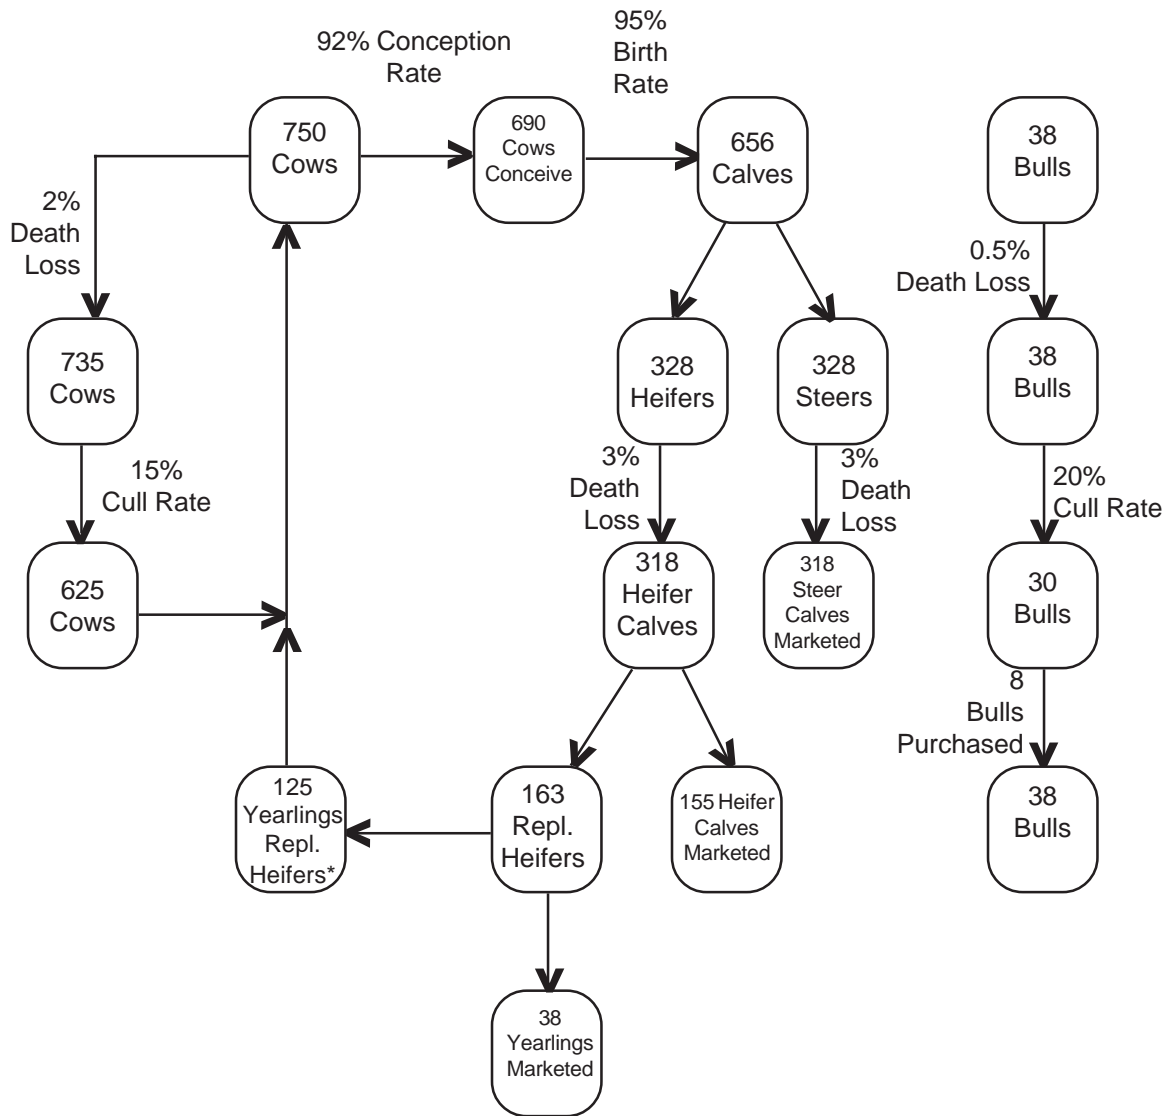 92% Conception
Rate
95%
Birth
Rate
750
Cows
690
Cows
Conceive
656
Calves
38
Bulls
2%
Death
Loss
0.5%
Death Loss
735
Cows
328
Heifers
328
Steers
38
Bulls
15%
Cull Rate
3%
Death
Loss
3%
Death
Loss
20%
Cull Rate
625
Cows
318
Heifer
Calves
318
Steer
Calves
Marketed
30
Bulls
8
Bulls
Purchased
125
Yearlings
Repl.
Heifers*
163
Repl.
Heifers
155 Heifer
Calves
Marketed
38
Bulls
38
Yearlings
Marketed